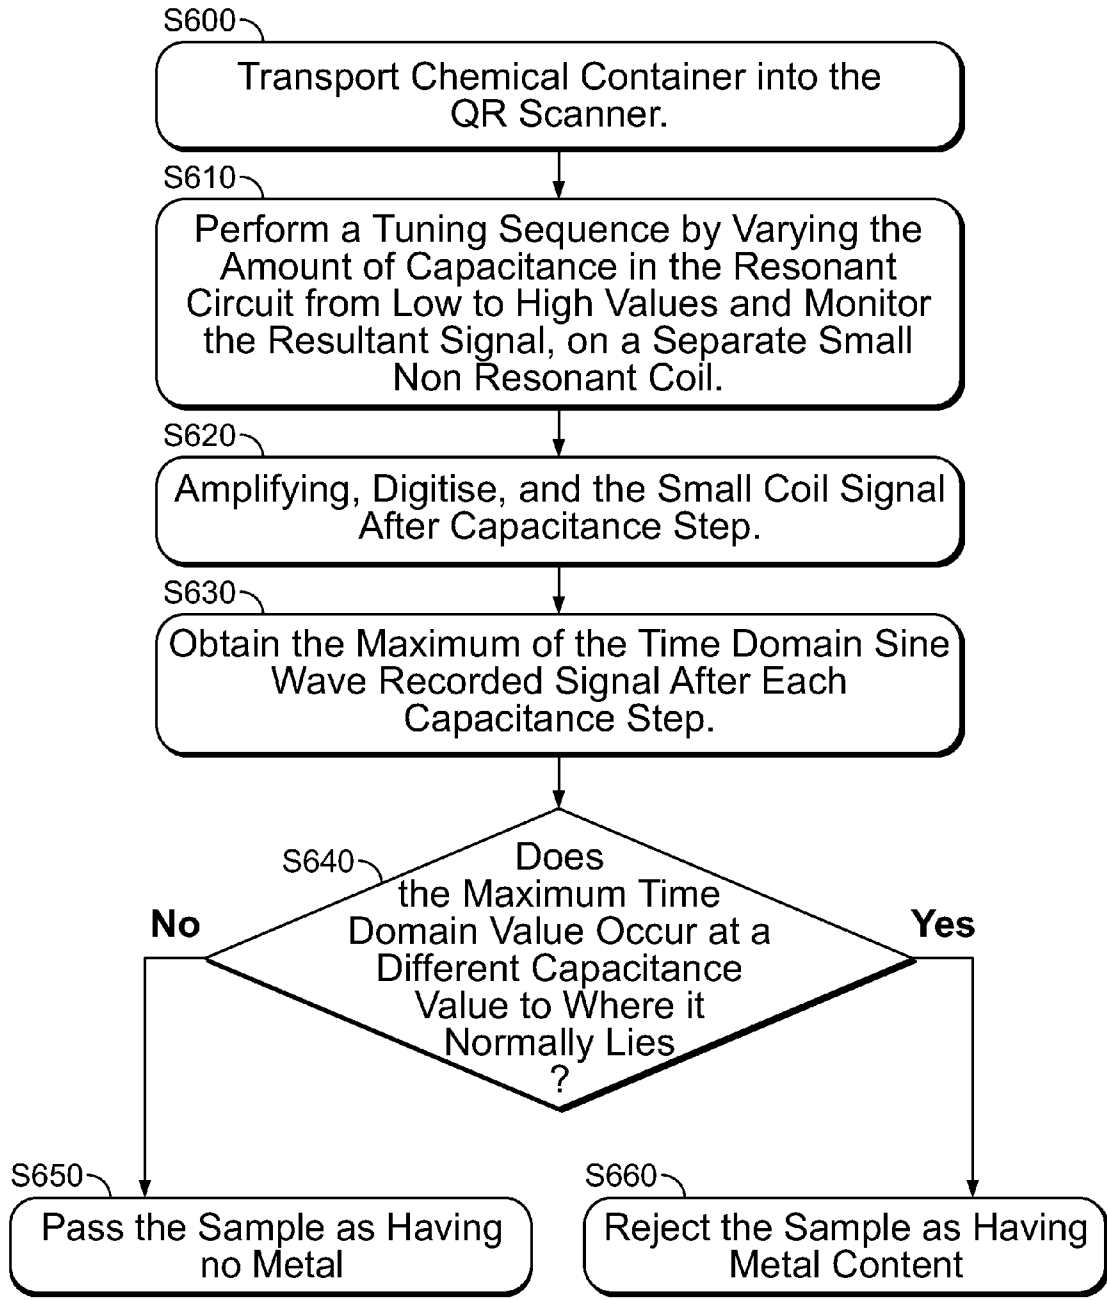 S600
Transport Chemical Container into the
QR Scanner.
S610
Perform a Tuning Sequence by Varying the
Amount of Capacitance in the Resonant
Circuit from Low to High Values and Monitor
the Resultant Signal, on a Separate Small
Non Resonant Coil.
S620
Amplifying, Digitise, and the Small Coil Signal
After Capacitance Step.
S630
Obtain the Maximum of the Time Domain Sine
Wave Recorded Signal After Each
Capacitance Step.
S640
Does
the Maximum Time
Domain Value Occur at a
Different Capacitance
Value to Where it
Normally Lies
?
No
Yes
S650
Pass the Sample as Having
no Metal
S660
Reject the Sample as Having
Metal Content